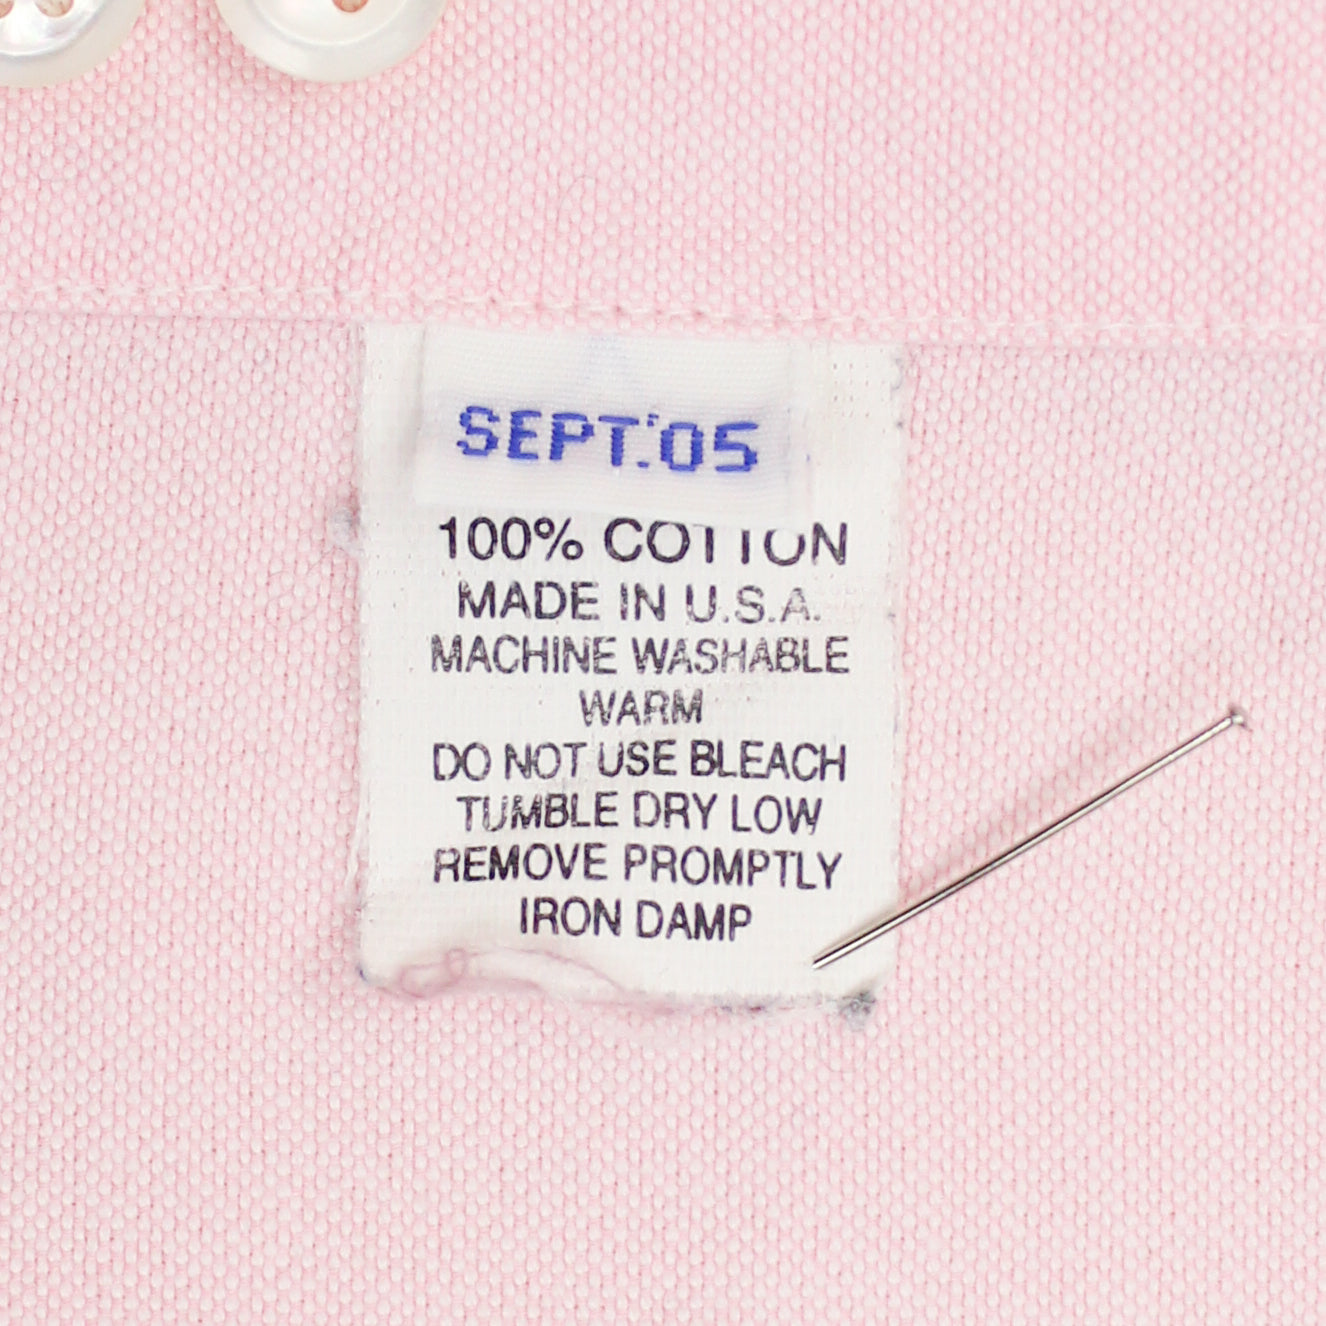 SEPT.'05
100% COTTON
MADE IN U.S.A.
MACHINE WASHABLE
WARM
DO NOT USE BLEACH
TUMBLE DRY LOW
REMOVE PROMPTLY
IRON DAMP